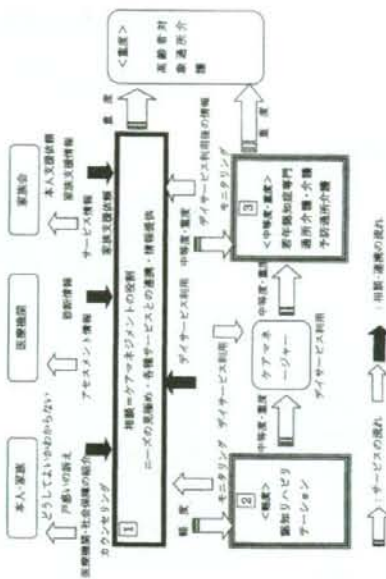 本人・家族
医療機関
家族会
どうしてよいかわからない
戸惑いの訴え
医療機関・社会保障の紹介
カウンセリング
アセスメント情報
診断情報
サービス情報
家族支援情報
本人支援依頼
家族支援依頼
1
相談=ケアマネジメントの役割
ニーズの見極め・各種サービスとの連携・情報提供
重度
<重度>
高齢者対
象通所介
護
軽度
モニタリング
デイサービス利用
デイサービス利用
中等度・重度
モニタリング
デイサービス利用後の情報
重度
2
<軽度>
認知リハビリ
テーション
中等度・重度
ケアマネ
ージャー
デイサービス利用
中等度・重度
3
<中等度・重度>
若年認知症専門
通所介護・介護
予防通所介護
:サービスの流れ
:相談・連携の流れ